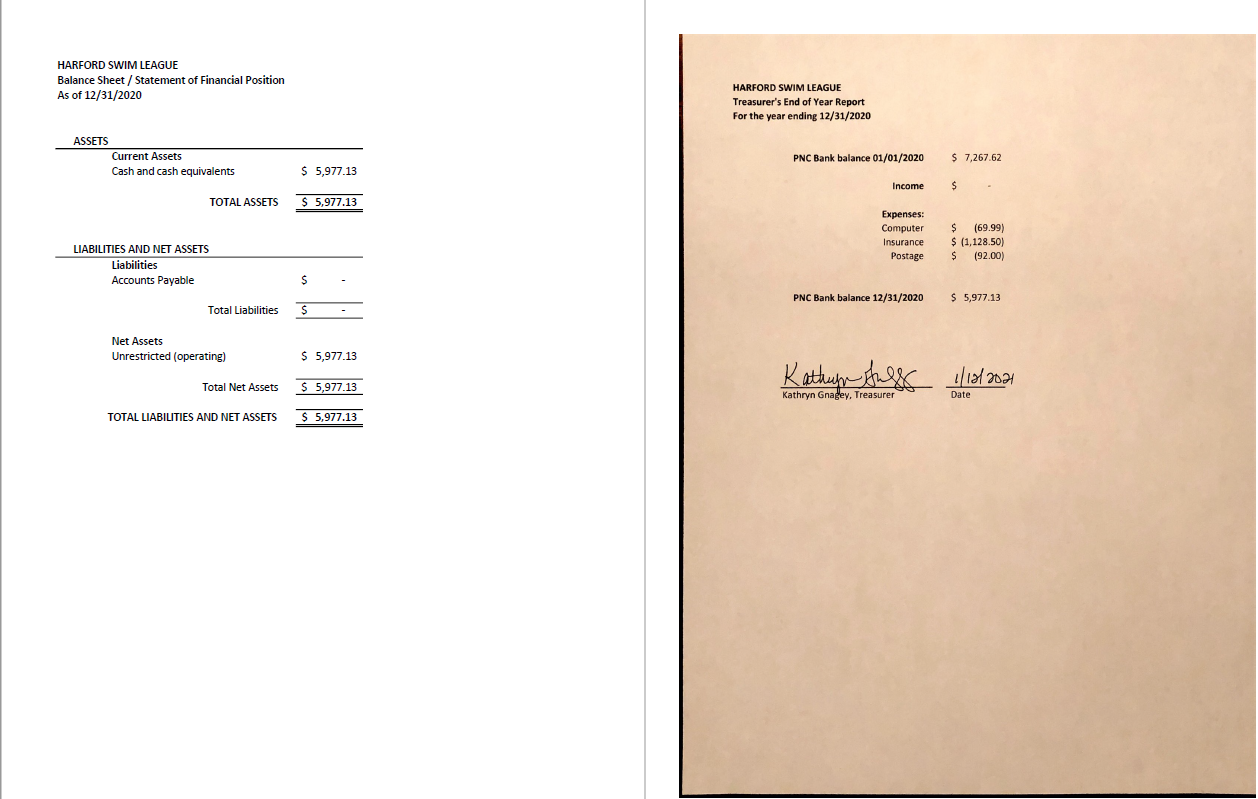 HARFORD SWIM LEAGUE
Balance Sheet / Statement of Financial Position
As of 12/31/2020
ASSETS
Current Assets
Cash and cash equivalents $ 5,977.13
TOTAL ASSETS $ 5,977.13
LIABILITIES AND NET ASSETS
Liabilities
Accounts Payable $ -
Total Liabilities $ -
Net Assets
Unrestricted (operating) $ 5,977.13
Total Net Assets $ 5,977.13
TOTAL LIABILITIES AND NET ASSETS $ 5,977.13
HARFORD SWIM LEAGUE
Treasurer's End of Year Report
For the year ending 12/31/2020
PNC Bank balance 01/01/2020 $ 7,267.62
Income $ -
Expenses:
Computer $ (69.99)
Insurance $ (1,128.50)
Postage $ (92.00)
PNC Bank balance 12/31/2020 $ 5,977.13
Kathryn 1/12/2021
Kathryn Gnagey, Treasurer Date